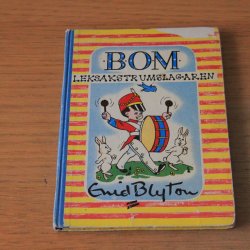 BOM
LEKSAKSTRUMSLAGAREN
Enid Blyton